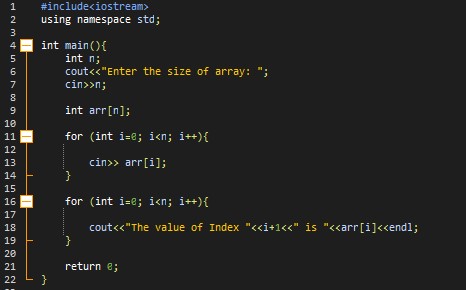 1 #include<iostream>
2 using namespace std;
3
4 int main(){
5 int n;
6 cout<<"Enter the size of array: ";
7 cin>>n;
8
9 int arr[n];
10
11 for (int i=0; i<n; i++){
12
13 cin>> arr[i];
14 }
15
16 for (int i=0; i<n; i++){
17
18 cout<<"The value of Index "<<i+1<<" is "<<arr[i]<<endl;
19 }
20
21 return 0;
22 }